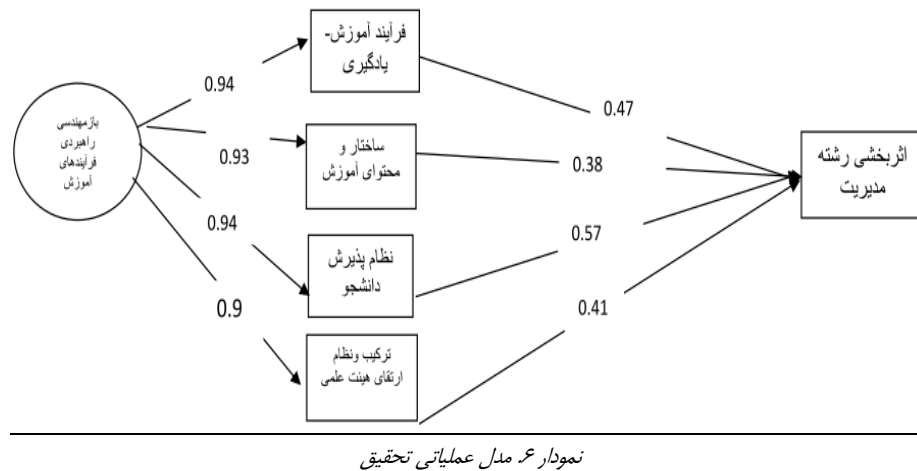 فرآیند آموزش-
یادگیری
0.94
0.47
بازمهندسی
راهبردی
فرآیندهای
آموزش
ساختار و
محتوای آموزش
0.93
0.38
اثربخشی رشته
مدیریت
0.94
0.57
نظام پذیرش
دانشجو
0.9
0.41
ترکیب ونظام
ارتقای هیئت علمی
نمودار ۶. مدل عملیاتی تحقیق